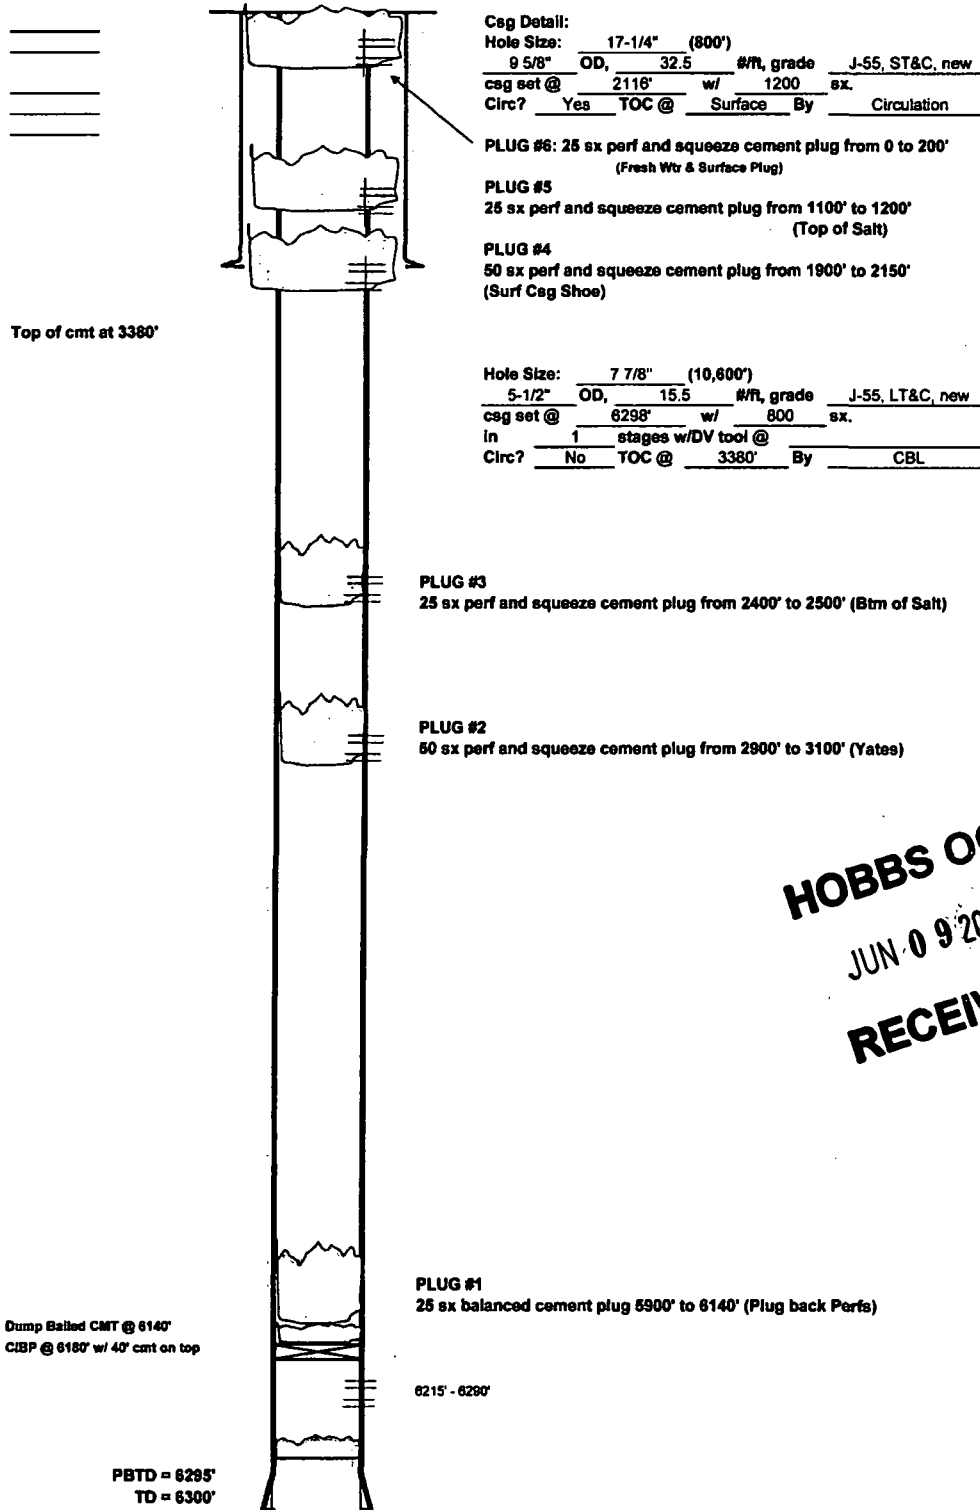 Csg Detail:
Hole Size: 17-1/4" (800')
9 5/8" OD, 32.5 #/ft, grade J-55, ST&C, new
csg set @ 2116' w/ 1200 sx.
Circ? Yes TOC @ Surface By Circulation
PLUG #6: 25 sx perf and squeeze cement plug from 0 to 200'
(Fresh Wtr & Surface Plug)
PLUG #5
25 sx perf and squeeze cement plug from 1100' to 1200'
(Top of Salt)
PLUG #4
50 sx perf and squeeze cement plug from 1900' to 2150'
(Surf Csg Shoe)
Top of cmt at 3380'
Hole Size: 7 7/8" (10,600')
5-1/2" OD, 15.5 #/ft, grade J-55, LT&C, new
csg set @ 6298' w/ 800 sx.
in 1 stages w/DV tool @
Circ? No TOC @ 3380' By CBL
PLUG #3
25 sx perf and squeeze cement plug from 2400' to 2500' (Btm of Salt)
PLUG #2
50 sx perf and squeeze cement plug from 2900' to 3100' (Yates)
HOBBS
JUN 09
PLUG #1
25 sx balanced cement plug 5900' to 6140' (Plug back Perfs)
Dump Bailed CMT @ 6140'
CIBP @ 6180' w/ 40' cmt on top
6215' - 6290'
PBTD = 6295'
TD = 6300'